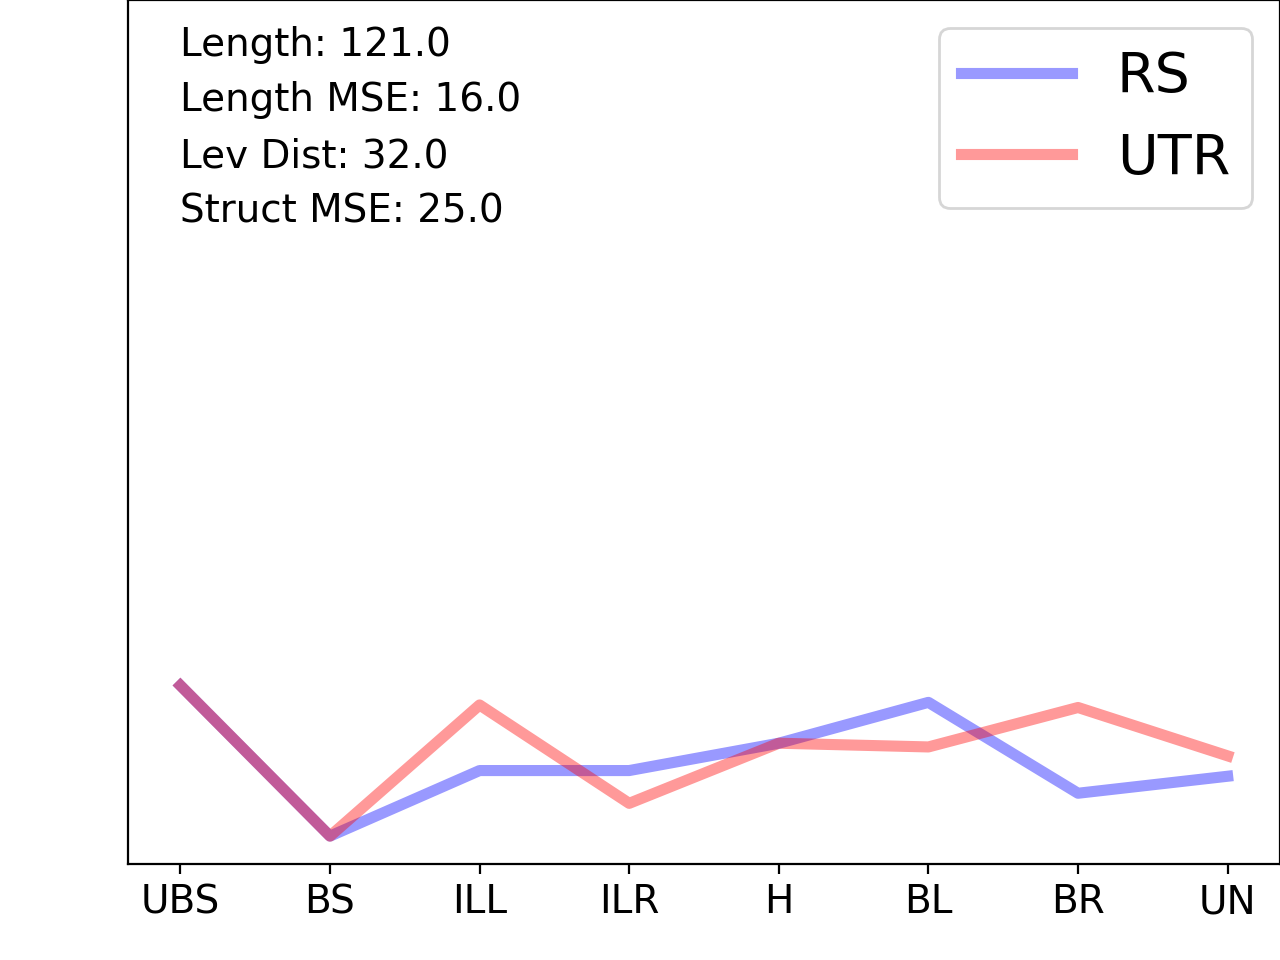 Length: 121.0
Length MSE: 16.0
Lev Dist: 32.0
Struct MSE: 25.0
RS
UTR
UBS BS ILL ILR H BL BR UN